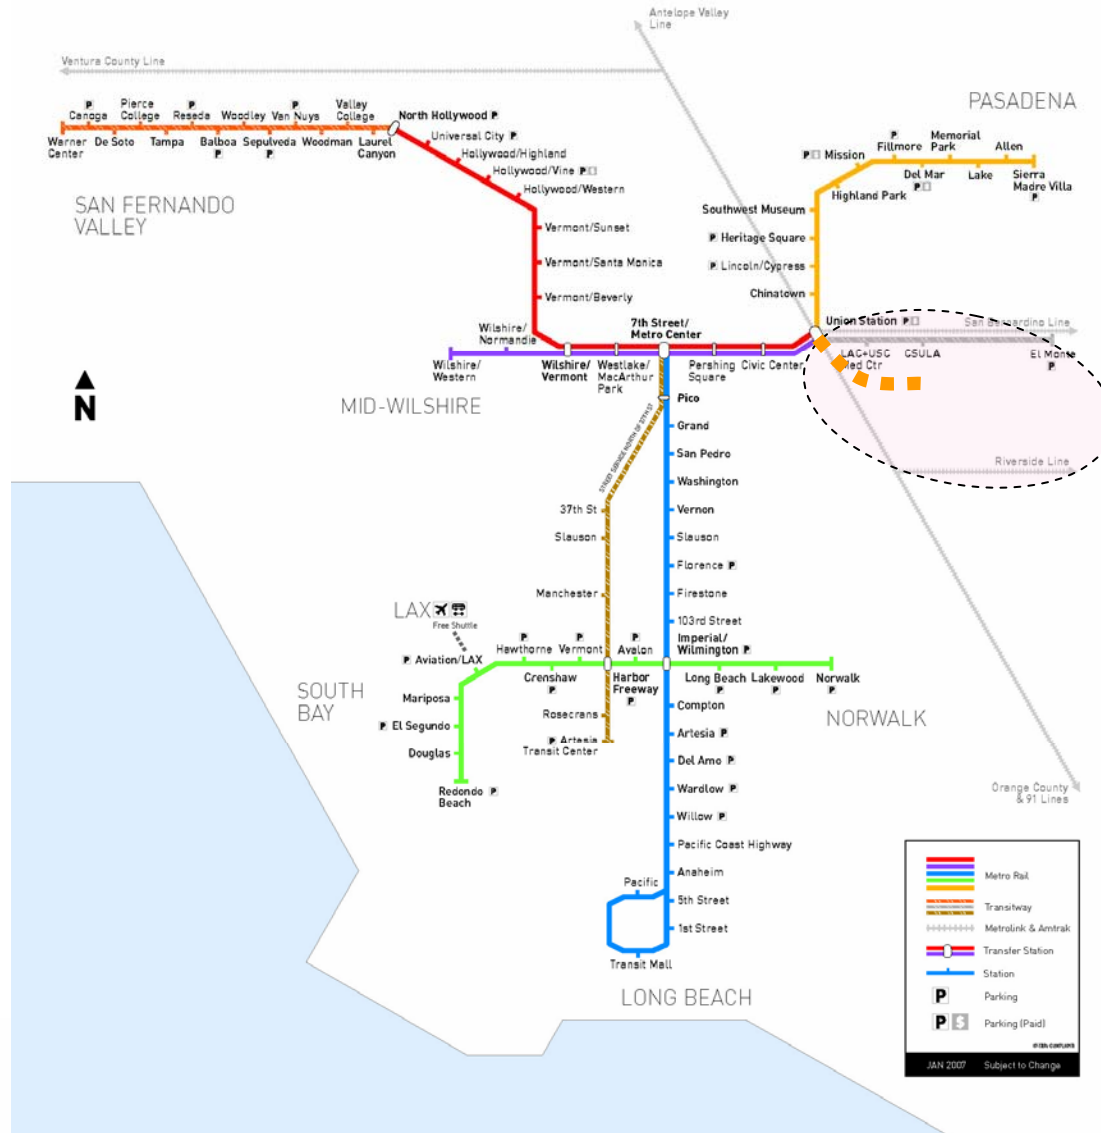 Antelope Valley
Line
Ventura County Line
PASADENA
Canoga
Pierce
College
Reseda
Woodley
Van Nuys
Valley
College
North Hollywood
Warner
Center
De Soto
Tampa
Balboa
Sepulveda
Woodman
Laurel
Canyon
Universal City
Hollywood/Highland
Hollywood/Vine
Hollywood/Western
SAN FERNANDO
VALLEY
Mission
Fillmore
Memorial
Park
Allen
Highland Park
Del Mar
Lake
Sierra
Madre Villa
Southwest Museum
Heritage Square
Lincoln/Cypress
Chinatown
Vermont/Sunset
Vermont/Santa Monica
Vermont/Beverly
Union Station
San Bernardino Line
7th Street/
Metro Center
Wilshire/
Normandie
Wilshire/
Western
Wilshire/
Vermont
Westlake/
MacArthur
Park
Pershing
Square
Civic Center
LAC+USC
Med Ctr
CSULA
El Monte
N
MID-WILSHIRE
Pico
STREET SERVICE NORTH OF 37TH ST
Grand
San Pedro
Washington
Riverside Line
37th St
Vernon
Slauson
Slauson
Florence
Manchester
Firestone
103rd Street
LAX
Free Shuttle
Aviation/LAX
Hawthorne
Vermont
Avalon
Imperial/
Wilmington
Crenshaw
Harbor
Freeway
Long Beach
Lakewood
Norwalk
SOUTH
BAY
Mariposa
El Segundo
Douglas
Redondo
Beach
Rosecrans
Artesia
Transit Center
NORWALK
Compton
Artesia
Del Amo
Wardlow
Willow
Pacific Coast Highway
Anaheim
Pacific
5th Street
1st Street
Transit Mall
LONG BEACH
Orange County
& 91 Lines
Metro Rail
Transitway
Metrolink & Amtrak
Transfer Station
Station
P Parking
P $ Parking (Paid)
JAN 2007 Subject to Change